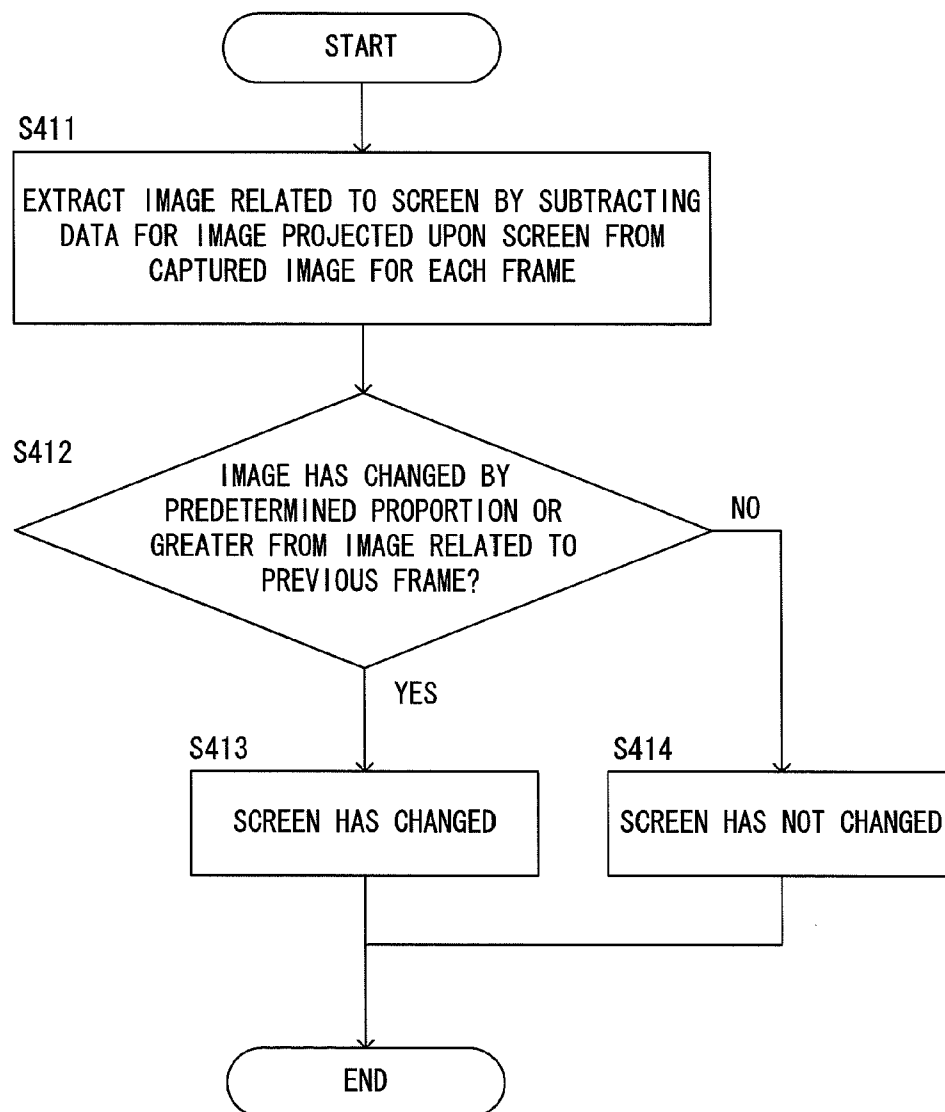 START
S411
EXTRACT IMAGE RELATED TO SCREEN BY SUBTRACTING
DATA FOR IMAGE PROJECTED UPON SCREEN FROM
CAPTURED IMAGE FOR EACH FRAME
S412
IMAGE HAS CHANGED BY
PREDETERMINED PROPORTION OR
GREATER FROM IMAGE RELATED TO
PREVIOUS FRAME?
NO
YES
S413
SCREEN HAS CHANGED
S414
SCREEN HAS NOT CHANGED
END